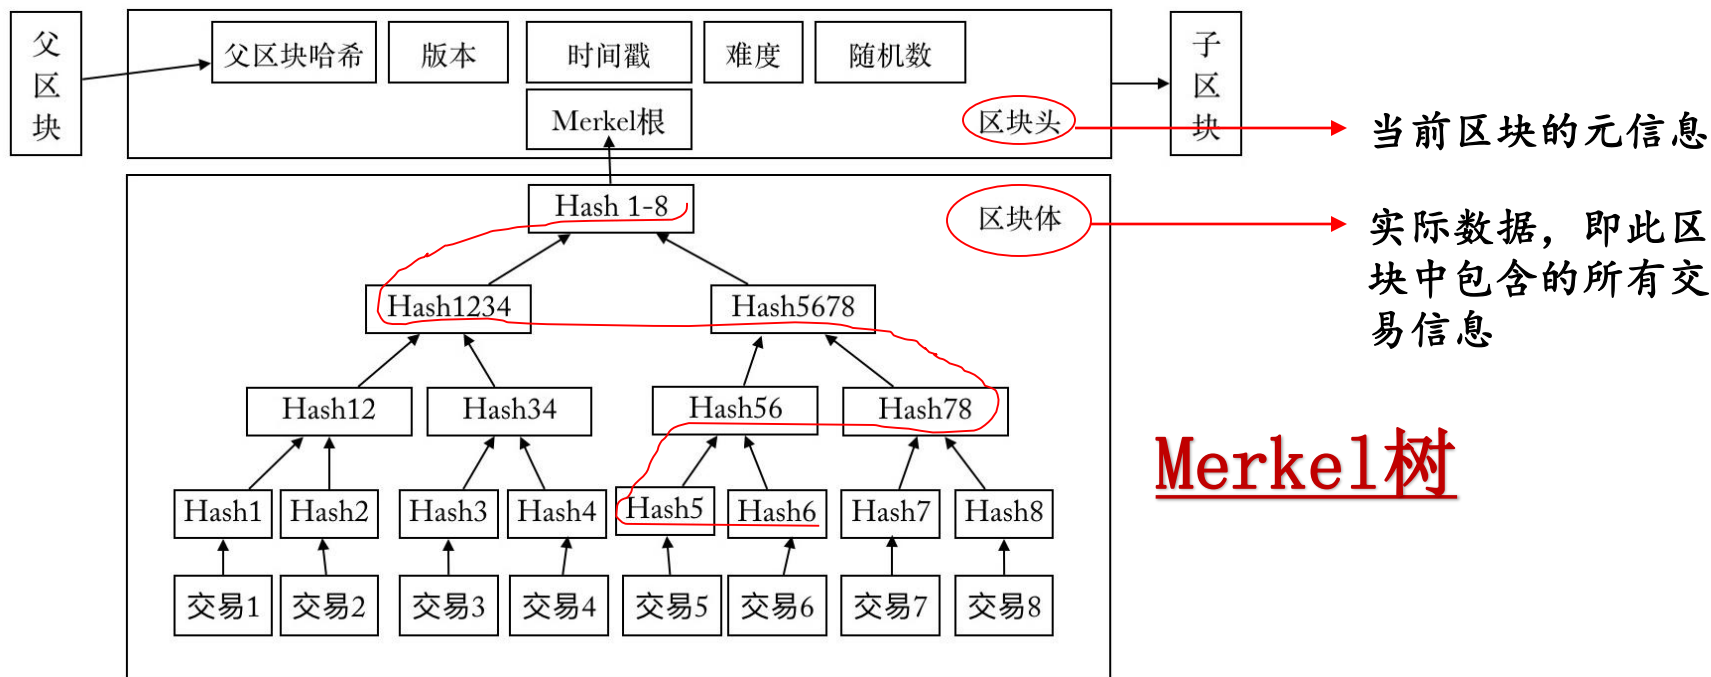 父区块
父区块哈希
版本
时间戳
难度
随机数
子区块
Merkel根
区块头
当前区块的元信息
Hash 1-8
区块体
实际数据，即此区
块中包含的所有交
易信息
Hash1234
Hash5678
Hash12
Hash34
Hash56
Hash78
Merkel树
Hash1
Hash2
Hash3
Hash4
Hash5
Hash6
Hash7
Hash8
交易1
交易2
交易3
交易4
交易5
交易6
交易7
交易8